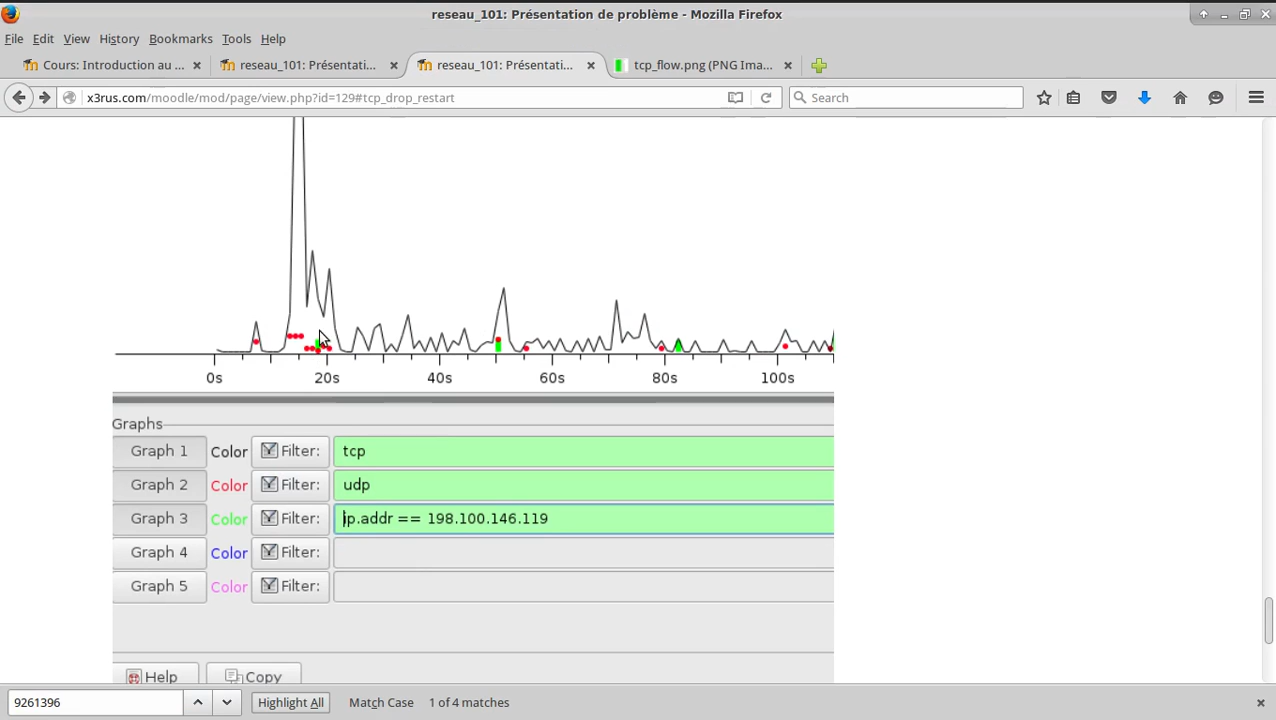 reseau_101: Présentation de problème - Mozilla Firefox
File Edit View History Bookmarks Tools Help
Cours: Introduction au ... reseau_101: Présentati... reseau_101: Présentati... tcp_flow.png (PNG Ima...
x3rus.com/moodle/mod/page/view.php?id=129#tcp_drop_restart Search
0s 20s 40s 60s 80s 100s
Graphs
Graph 1 Color Filter: tcp
Graph 2 Color Filter: udp
Graph 3 Color Filter: ip.addr == 198.100.146.119
Graph 4 Color Filter:
Graph 5 Color Filter:
Help Copy
9261396 Highlight All Match Case 1 of 4 matches